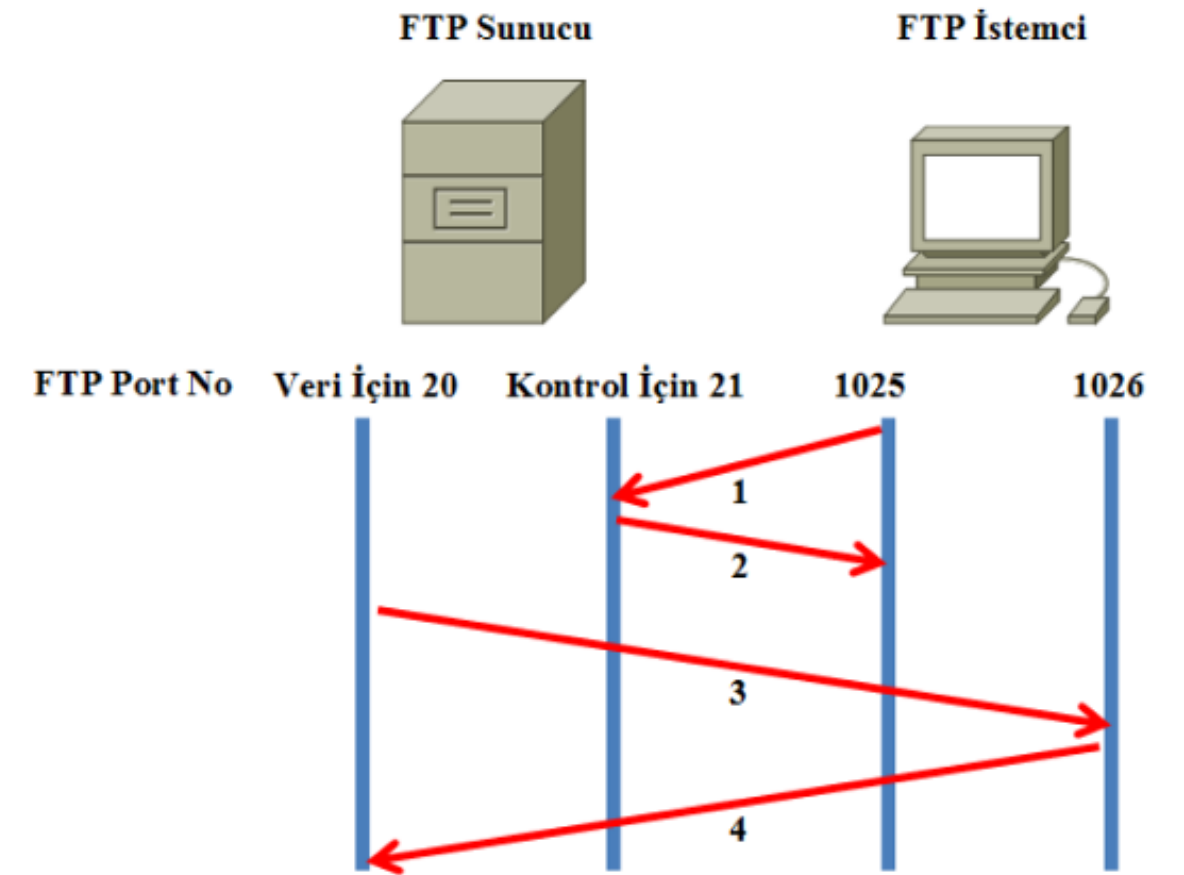 FTP Sunucu FTP İstemci
FTP Port No Veri İçin 20 Kontrol İçin 21 1025 1026
1
2
3
4